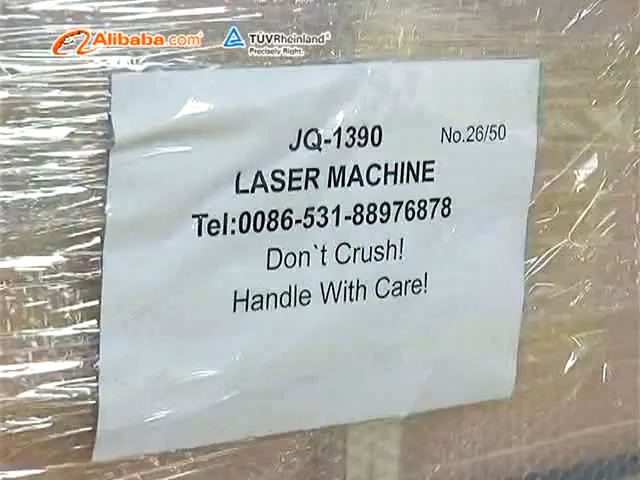 Alibaba.com
TÜVRheinland®
Precisely Right.
JQ-1390
No.26/50
LASER MACHINE
Tel:0086-531-88976878
Don`t Crush!
Handle With Care!